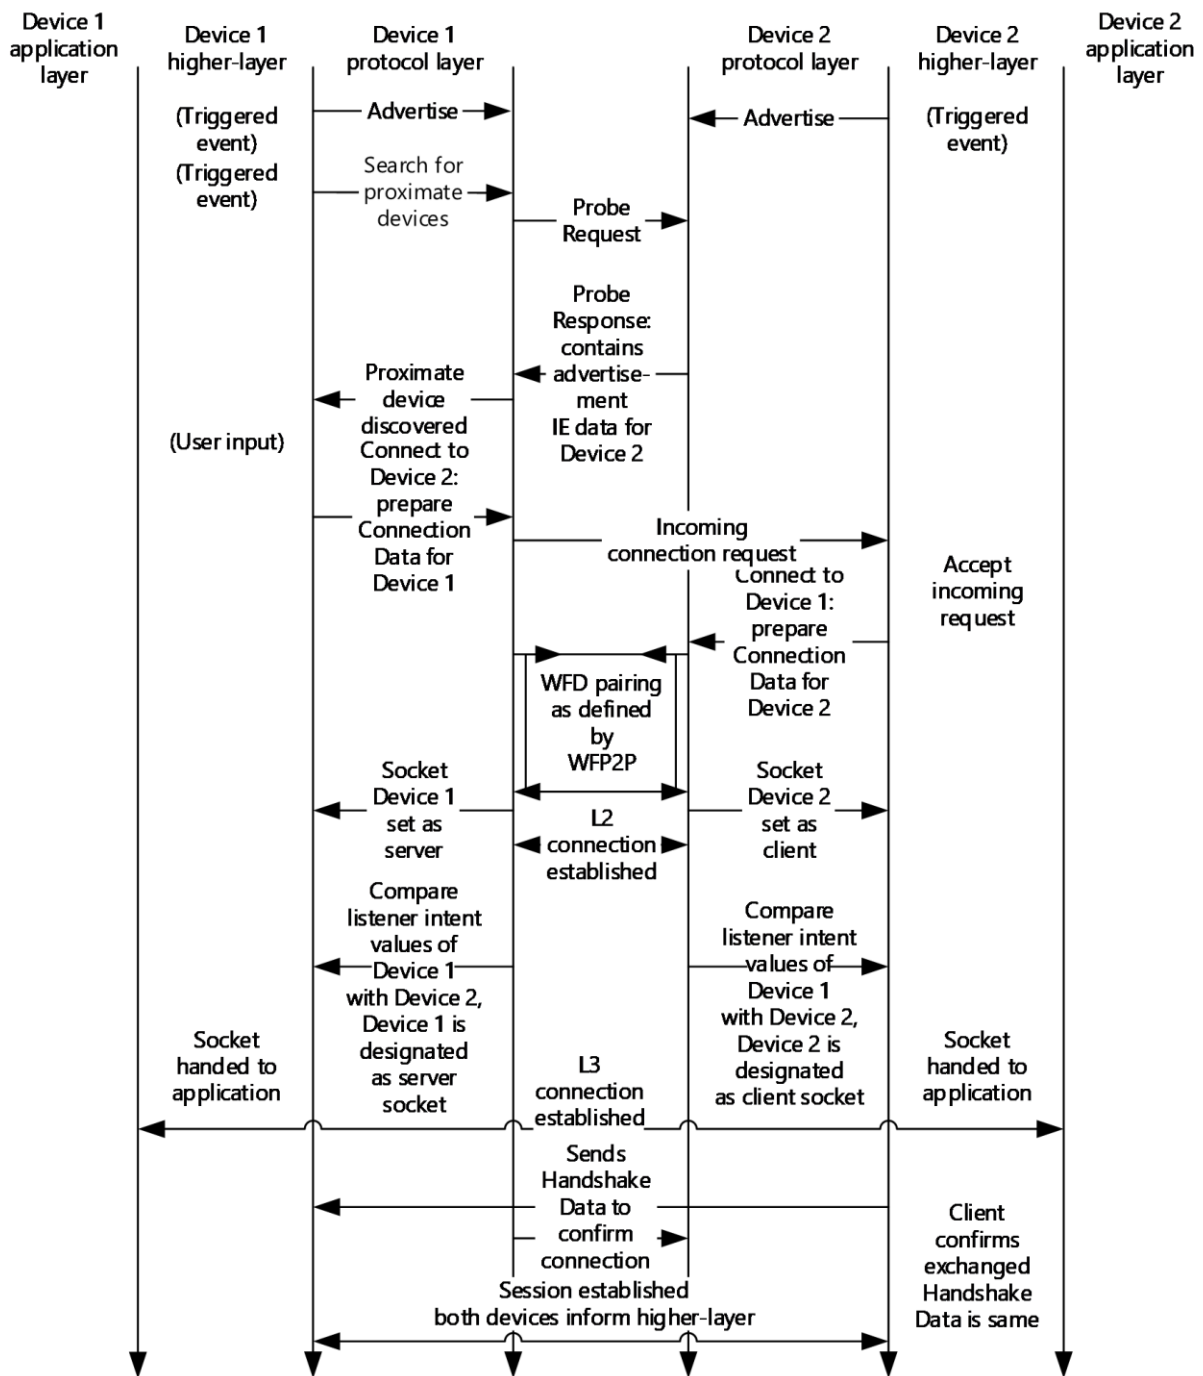 Device 1
application
layer
Device 1
higher-layer
Device 1
protocol layer
Device 2
protocol layer
Device 2
higher-layer
Device 2
application
layer
(Triggered
event)
Advertise
Advertise
(Triggered
event)
(Triggered
event)
Search for
proximate
devices
Probe
Request
Probe
Response:
contains
advertise-
ment
IE data for
Device 2
Proximate
device
discovered
(User input)
Connect to
Device 2:
prepare
Connection
Data for
Device 1
Incoming
connection request
Accept
incoming
request
Connect to
Device 1:
prepare
Connection
Data for
Device 2
WFD pairing
as defined
by
WFP2P
Socket
Device 1
set as
server
Socket
Device 2
set as
client
L2
connection
established
Compare
listener intent
values of
Device 1
with Device 2,
Device 1 is
designated
as server
socket
Compare
listener intent
values of
Device 1
with Device 2,
Device 2 is
designated
as client socket
Socket
handed to
application
L3
connection
established
Socket
handed to
application
Sends
Handshake
Data to
confirm
connection
Client
confirms
exchanged
Handshake
Data is same
Session established
both devices inform higher-layer